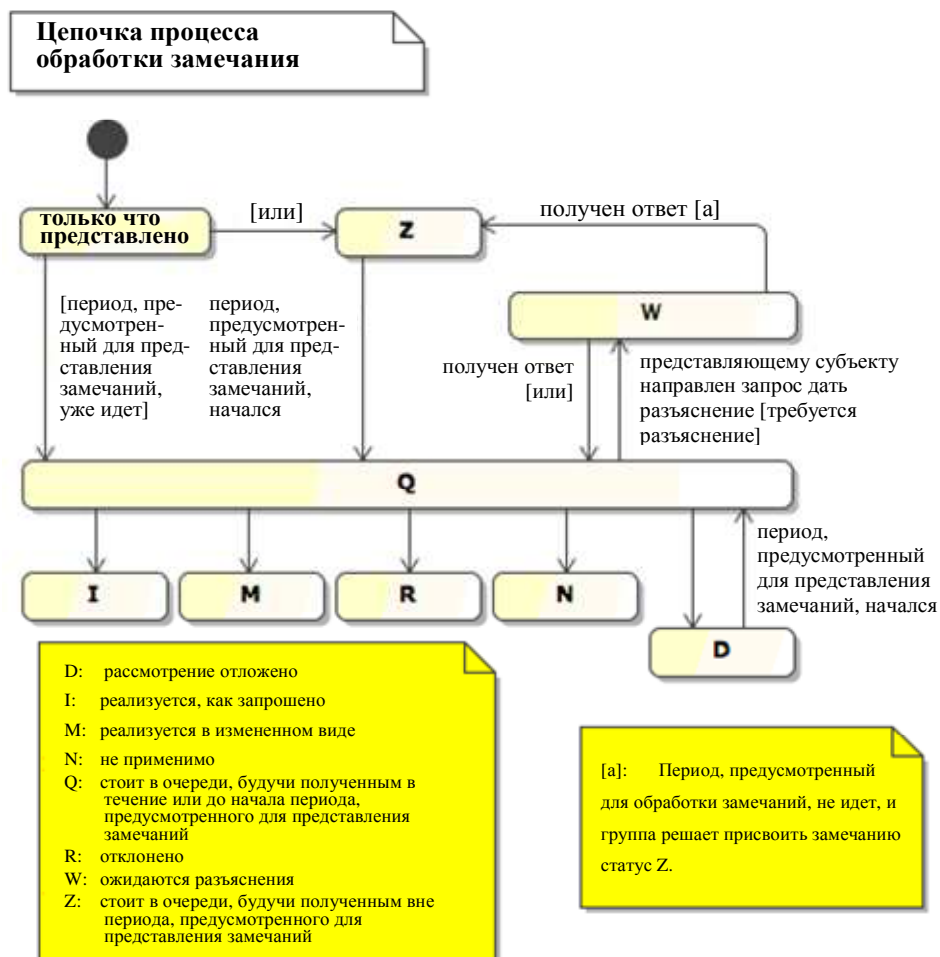 Цепочка процесса
обработки замечания
только что
представлено
[или]
Z
получен ответ [a]
W
[период, пре-
дусмотрен-
ный для пред-
ставления
замечаний,
уже идет]
период,
предусмотрен-
ный для пред-
ставления
замечаний,
начался
получен ответ
[или]
представляющему субъекту
направлен запрос дать
разъяснение [требуется
разъяснение]
Q
I
M
R
N
период,
предусмотренный
для представления
замечаний, начался
D
D: рассмотрение отложено
I: реализуется, как запрошено
M: реализуется в измененном виде
N: не применимо
Q: стоит в очереди, будучи полученным в
течение или до начала периода,
предусмотренного для представления
замечаний
R: отклонено
W: ожидаются разъяснения
Z: стоит в очереди, будучи полученным вне
периода, предусмотренного для
представления замечаний
[a]: Период, предусмотренный
для обработки замечаний, не идет, и
группа решает присвоить замечанию
статус Z.